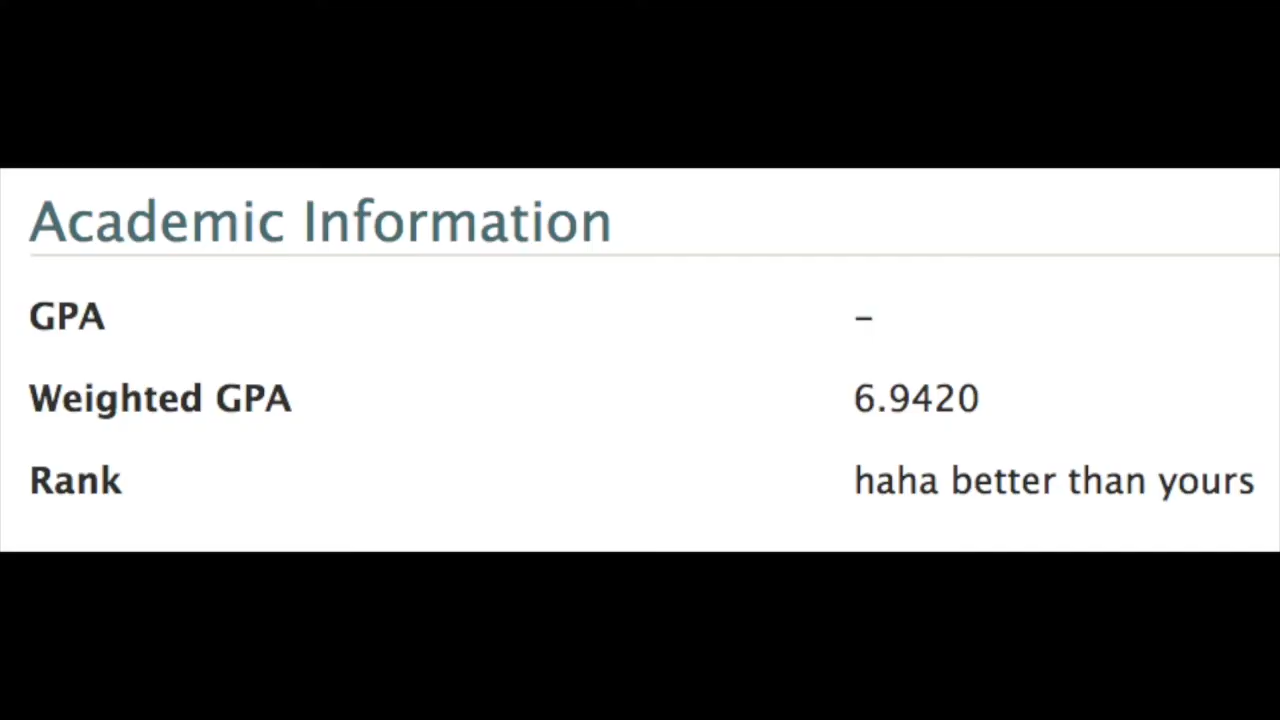 Academic Information
GPA –
Weighted GPA 6.9420
Rank haha better than yours